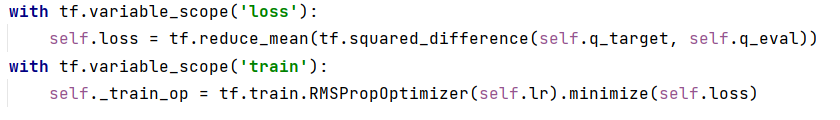 with tf.variable_scope('loss'):
    self.loss = tf.reduce_mean(tf.squared_difference(self.q_target, self.q_eval))
with tf.variable_scope('train'):
    self._train_op = tf.train.RMSPropOptimizer(self.lr).minimize(self.loss)